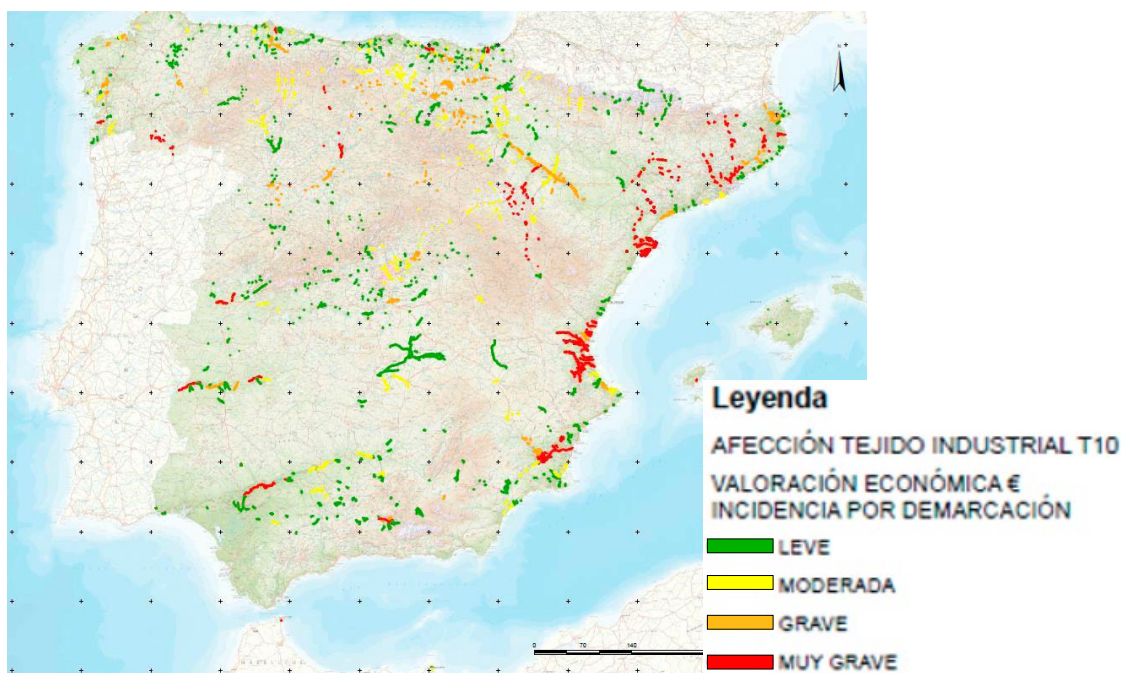 Leyenda
AFECCIÓN TEJIDO INDUSTRIAL T10
VALORACIÓN ECONÓMICA €
INCIDENCIA POR DEMARCACIÓN
LEVE
MODERADA
GRAVE
MUY GRAVE
0 70 140